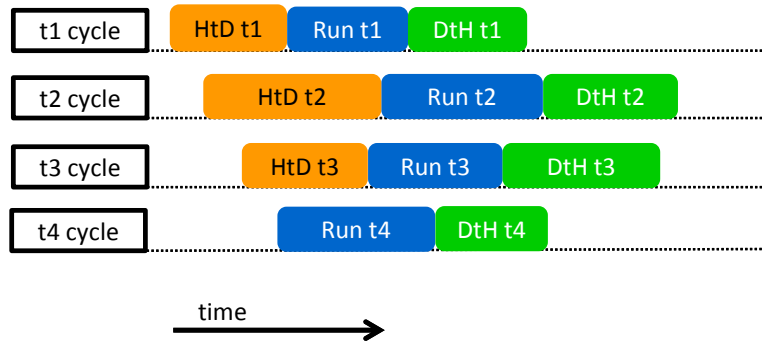 t1 cycle HtD t1 Run t1 DtH t1
t2 cycle HtD t2 Run t2 DtH t2
t3 cycle HtD t3 Run t3 DtH t3
t4 cycle Run t4 DtH t4
time